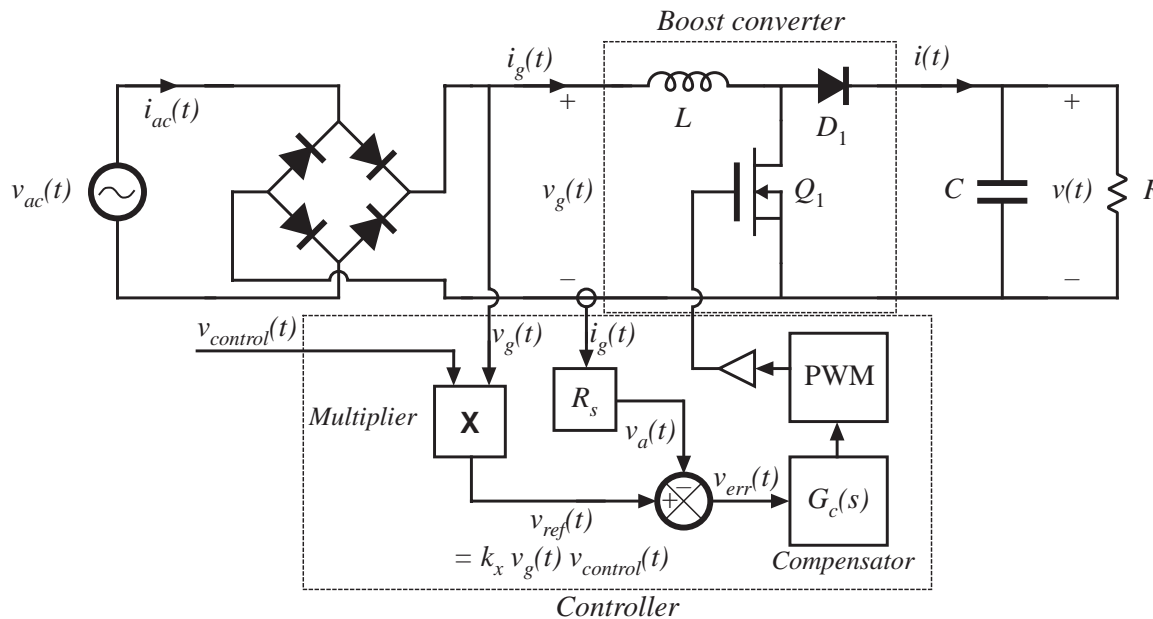 Boost converter
i_g(t)
i(t)
i_ac(t)
+
+
L
D_1
v_ac(t)
v_g(t)
Q_1
C
v(t)
–
–
v_control(t)
v_g(t)
i_g(t)
PWM
R_s
Multiplier
X
v_a(t)
–
+
v_err(t)
G_c(s)
v_ref(t)
= k_x v_g(t) v_control(t)
Compensator
Controller